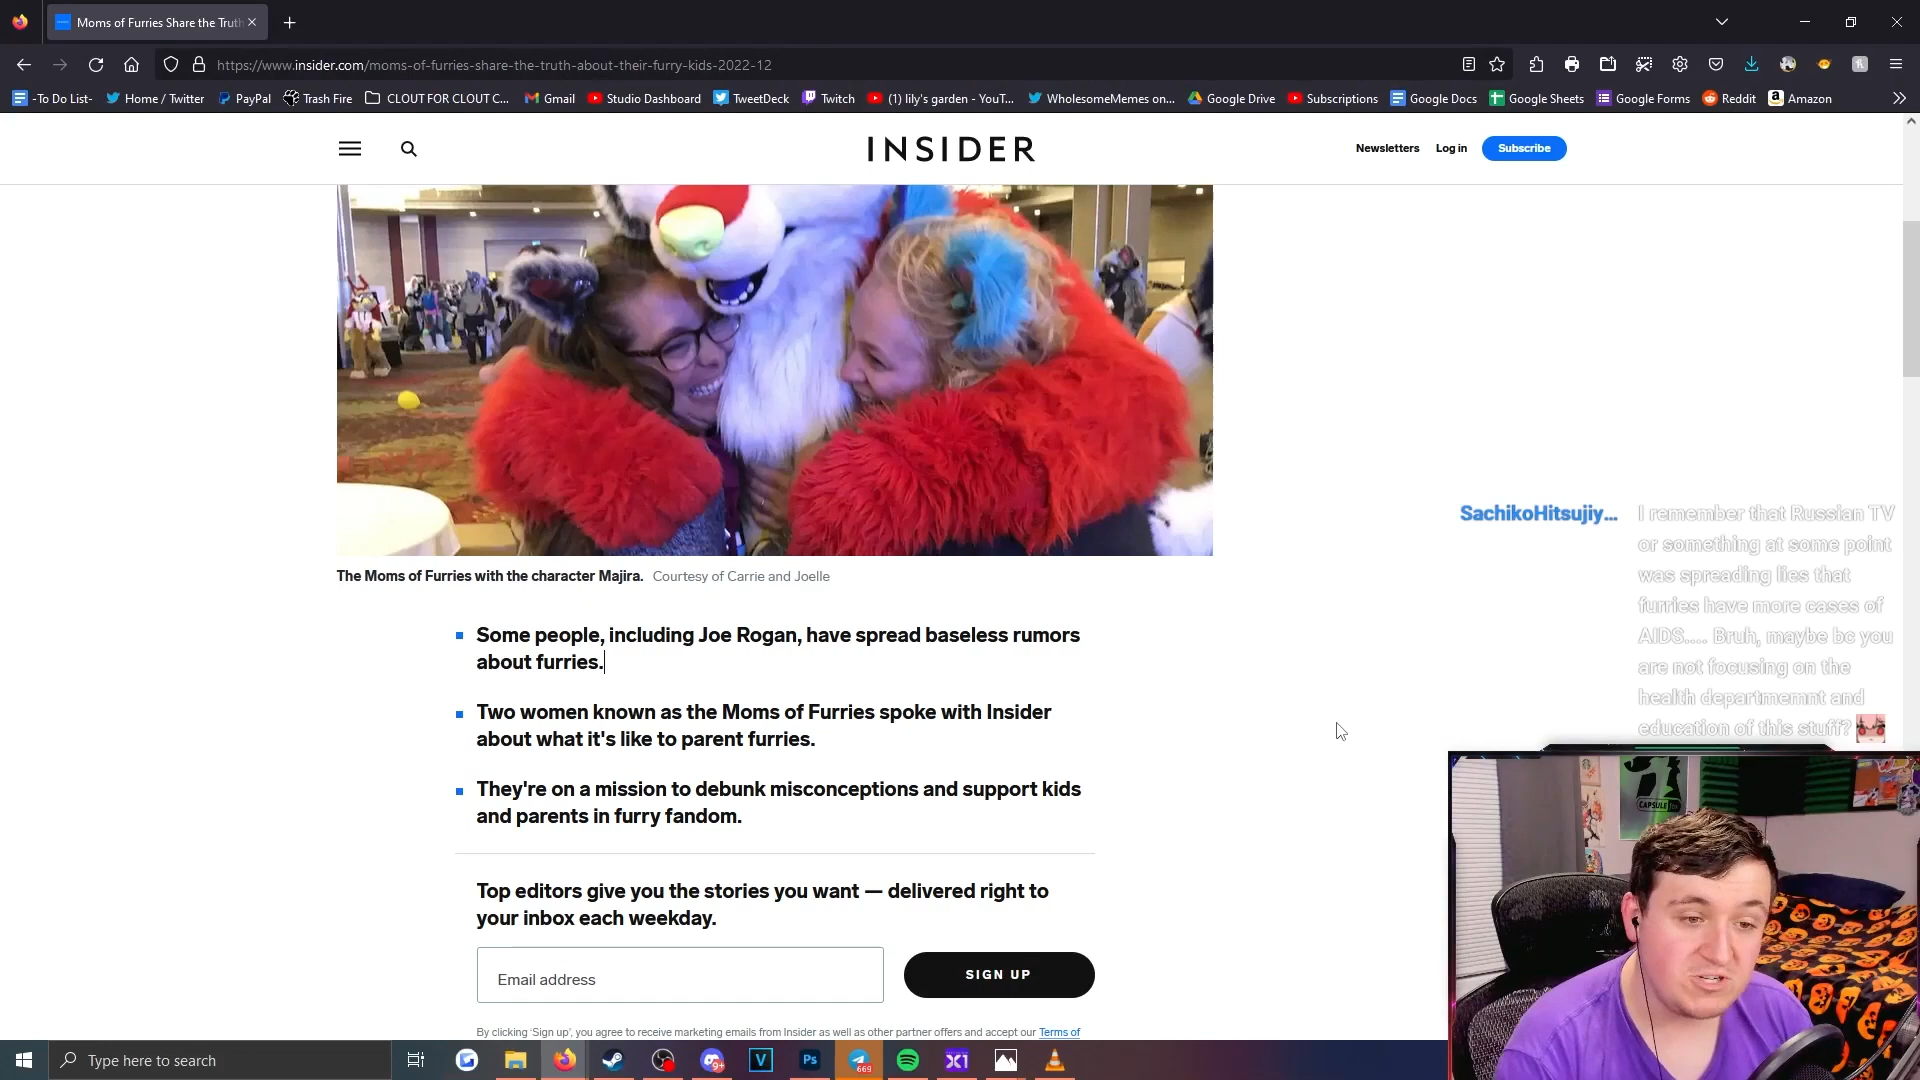 Moms of Furries Share the Truth
https://www.insider.com/moms-of-furries-share-the-truth-about-their-furry-kids-2022-12
-To Do List-
Home / Twitter
PayPal
Trash Fire
CLOUT FOR CLOUT C...
Gmail
Studio Dashboard
TweetDeck
Twitch
(1) lily's garden - YouT...
WholesomeMemes on...
Google Drive
Subscriptions
Google Docs
Google Sheets
Google Forms
Reddit
Amazon
INSIDER
Newsletters
Log in
Subscribe
The Moms of Furries with the character Majira. Courtesy of Carrie and Joelle
Some people, including Joe Rogan, have spread baseless rumors
about furries.
Two women known as the Moms of Furries spoke with Insider
about what it's like to parent furries.
They're on a mission to debunk misconceptions and support kids
and parents in furry fandom.
Top editors give you the stories you want — delivered right to
your inbox each weekday.
Email address
SIGN UP
By clicking 'Sign up', you agree to receive marketing emails from Insider as well as other partner offers and accept our Terms of
SachikoHitsujiy...
I remember that Russian TV
or something at some point
was spreading lies that
furries have more cases of
AIDS.... Bruh, maybe bc you
are not focusing on the
health departmemnt and
education of this stuff?
CAPSULE
Type here to search
9+
V
Ps
669
X1